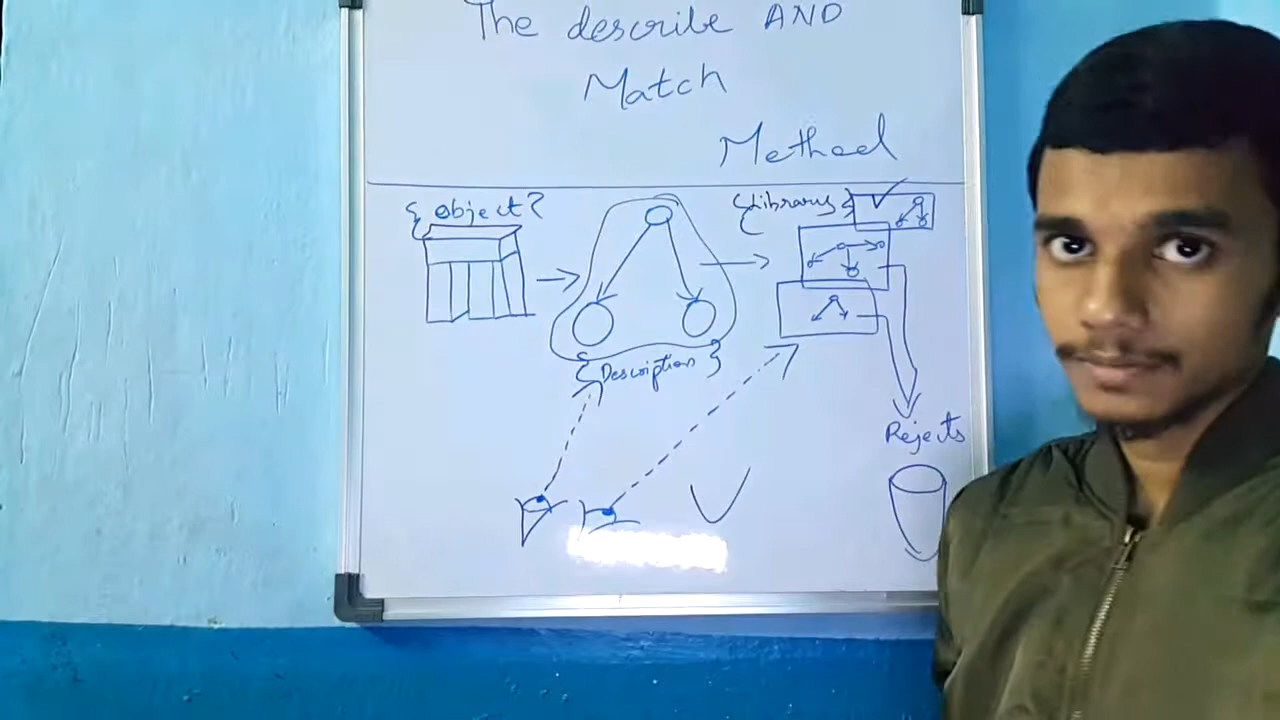 The describe AND
Match
Method
{ Object }
{ Library }
{ Description }
Rejects